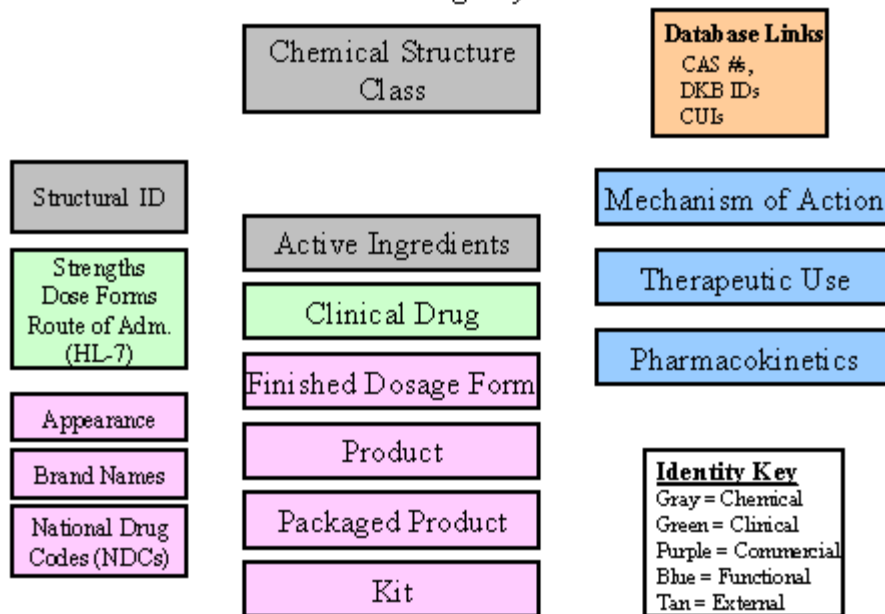 Chemical Structure
Class
Database Links
CAS #s,
DKB IDs
CUIs
Structural ID
Active Ingredients
Mechanism of Action
Strengths
Dose Forms
Route of Adm.
(HL-7)
Clinical Drug
Therapeutic Use
Finished Dosage Form
Pharmacokinetics
Appearance
Product
Brand Names
Packaged Product
National Drug
Codes (NDCs)
Kit
Identity Key
Gray = Chemical
Green = Clinical
Purple = Commercial
Blue = Functional
Tan = External